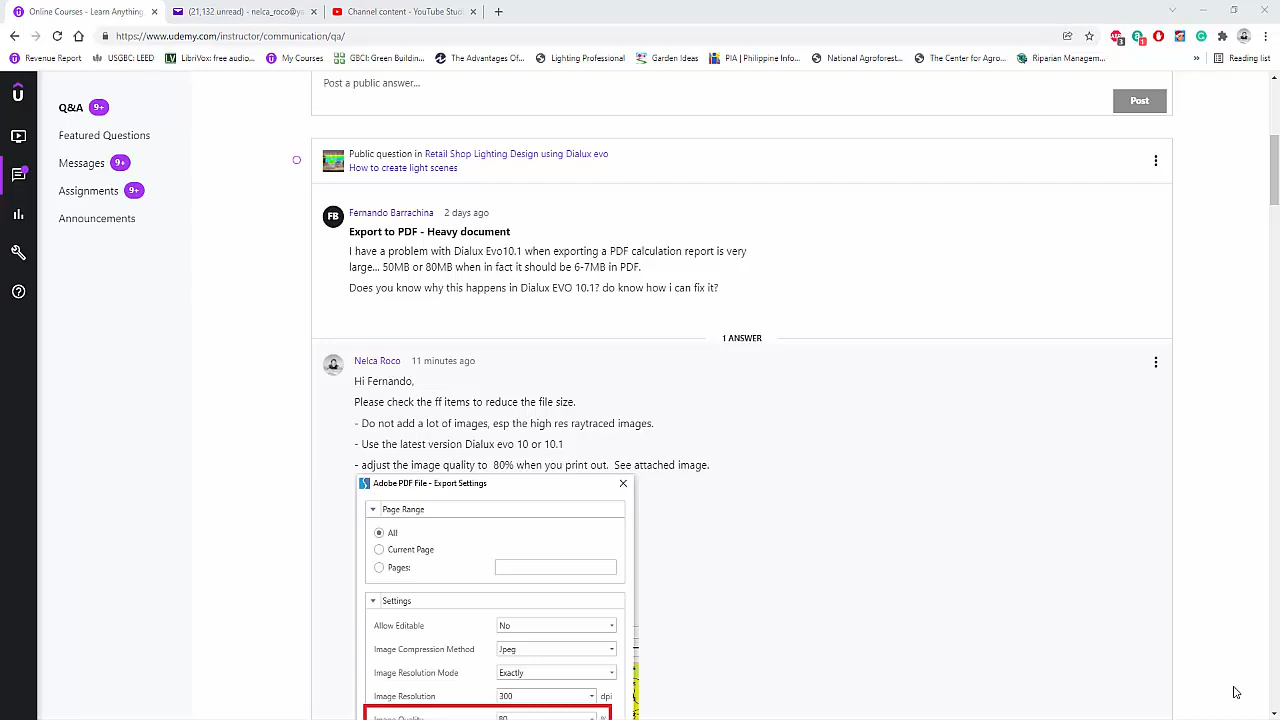 Online Courses - Learn Anything
(21,132 unread) - nelca_roco@y
Channel content - YouTube Stud
https://www.udemy.com/instructor/communication/qa/
Revenue Report
USGBC: LEED
LibriVox: free audio...
My Courses
GBCI: Green Buildin...
The Advantages Of...
Lighting Professional
Garden Ideas
PIA | Philippine Info...
National Agroforest...
The Center for Agro...
Riparian Managem...
»
Reading list
Q&A 9+
Featured Questions
Messages 9+
Assignments 9+
Announcements
Post a public answer...
Post
Public question in Retail Shop Lighting Design using Dialux evo
How to create light scenes
FB
Fernando Barrachina 2 days ago
Export to PDF - Heavy document
I have a problem with Dialux Evo10.1 when exporting a PDF calculation report is very
large... 50MB or 80MB when in fact it should be 6-7MB in PDF.
Does you know why this happens in Dialux EVO 10.1? do know how i can fix it?
1 ANSWER
Nelca Roco 11 minutes ago
Hi Fernando,
Please check the ff items to reduce the file size.
- Do not add a lot of images, esp the high res raytraced images.
- Use the latest version Dialux evo 10 or 10.1
- adjust the image quality to 80% when you print out. See attached image.
Adobe PDF File - Export Settings
Page Range
All
Current Page
Pages:
Settings
Allow Editable No
Image Compression Method Jpeg
Image Resolution Mode Exactly
Image Resolution 300 dpi
Image Quality 80 %